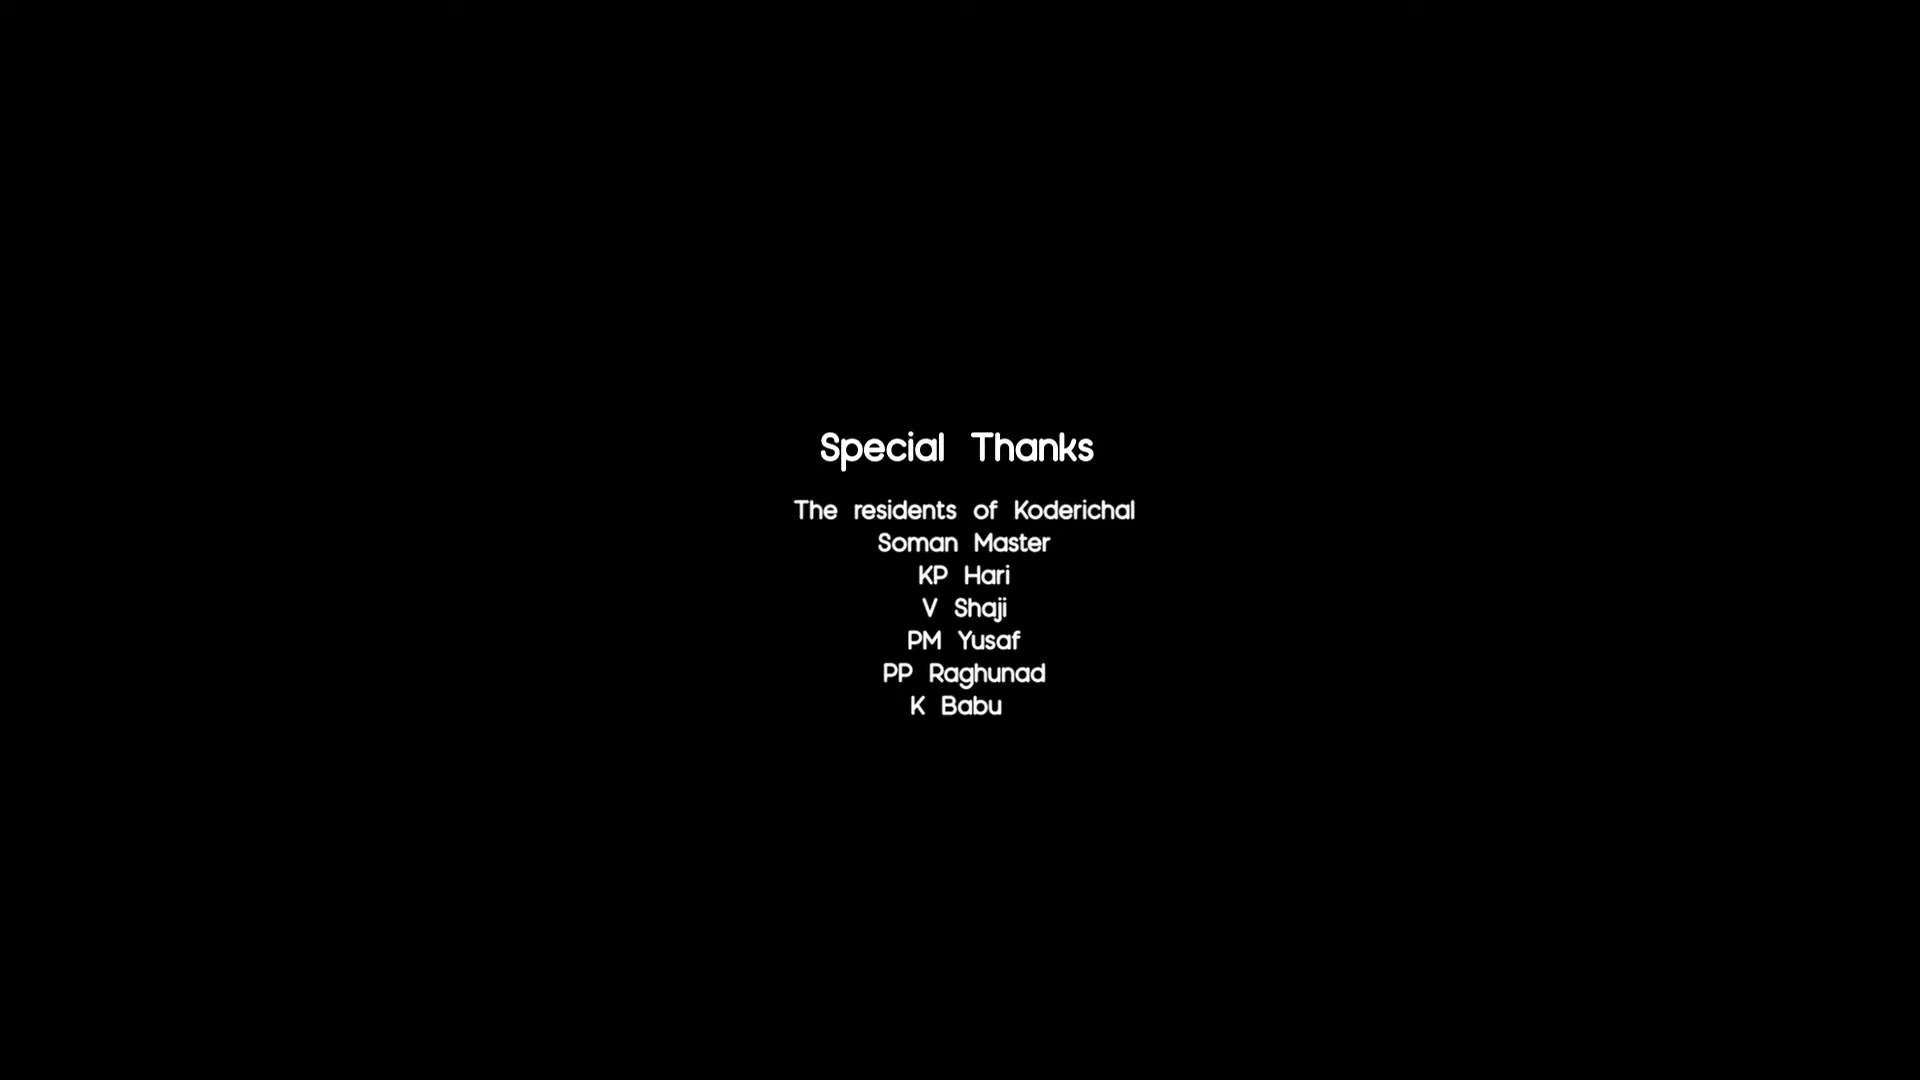 Special Thanks
The residents of Koderichal
Soman Master
KP Hari
V Shaji
PM Yusaf
PP Raghunad
K Babu